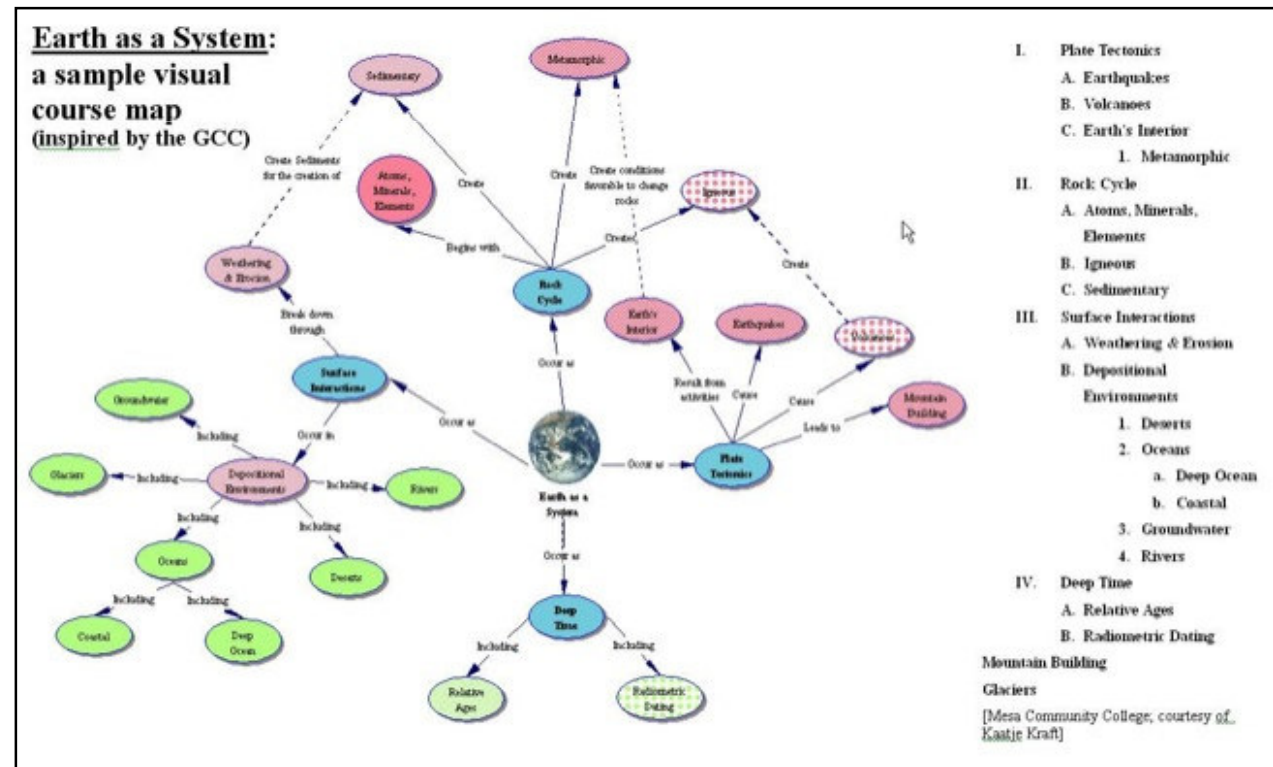 Earth as a System:
a sample visual
course map
(inspired by the GCC)
Sedimentary
Metamorphic
Create Sediments
for the creation of
Atoms,
Minerals,
Elements
Create
Create
Create conditions
favorable to change
rocks
Igneous
Begins with
Creates
Create
Weathering
& Erosion
Rock
Cycle
Break down
through
Earth's
Interior
Earthquakes
Volcanoes
Occur as
Surface
Interactions
Result from
activities
Cause
Cause
Mountain
Building
Groundwater
Including
Occur in
Occur as
Leads to
Glaciers
Including
Depositional
Environments
Including
Rivers
Occur as
Plate
Tectonics
Earth as a
System
Including
Including
Oceans
Deserts
Occur as
Including
Including
Coastal
Deep
Ocean
Deep
Time
Including
Including
Relative
Ages
Radiometric
Dating
I. Plate Tectonics
A. Earthquakes
B. Volcanoes
C. Earth's Interior
1. Metamorphic
II. Rock Cycle
A. Atoms, Minerals,
Elements
B. Igneous
C. Sedimentary
III. Surface Interactions
A. Weathering & Erosion
B. Depositional
Environments
1. Deserts
2. Oceans
a. Deep Ocean
b. Coastal
3. Groundwater
4. Rivers
IV. Deep Time
A. Relative Ages
B. Radiometric Dating
Mountain Building
Glaciers
[Mesa Community College; courtesy of
Kaatje Kraft]